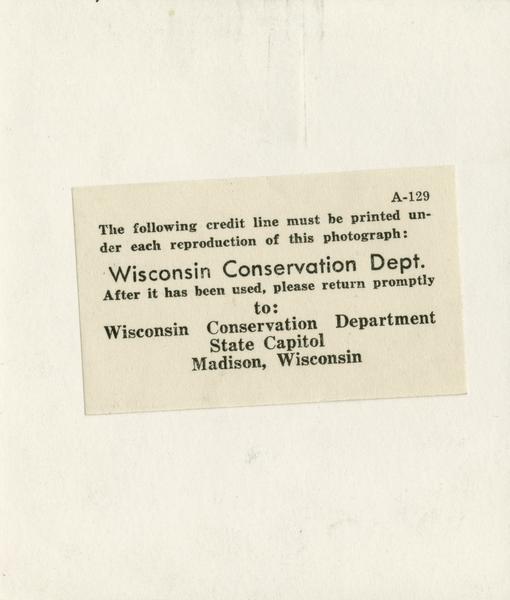 A-129
The following credit line must be printed un-
der each reproduction of this photograph:
Wisconsin Conservation Dept.
After it has been used, please return promptly
to:
Wisconsin Conservation Department
State Capitol
Madison, Wisconsin